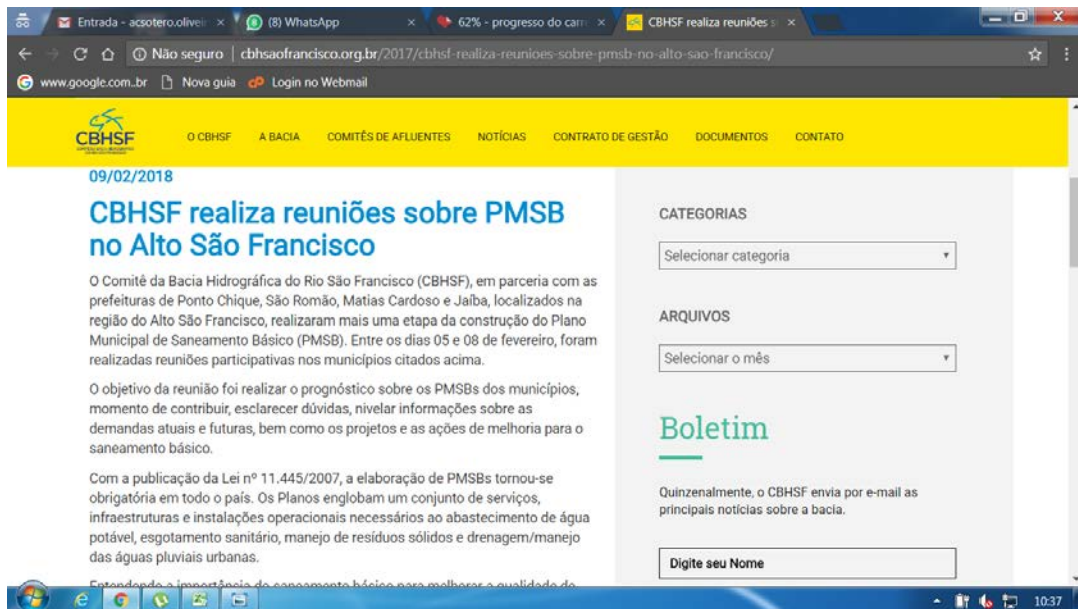 Entrada - acsotero.olivei
(8) WhatsApp
62% - progresso do carr
CBHSF realiza reuniões s
Não seguro | cbhsaofrancisco.org.br/2017/cbhsf-realiza-reunioes-sobre-pmsb-no-alto-sao-francisco/
www.google.com..br Nova guia Login no Webmail
CBHSF
O CBHSF A BACIA COMITÊS DE AFLUENTES NOTÍCIAS CONTRATO DE GESTÃO DOCUMENTOS CONTATO
09/02/2018
CBHSF realiza reuniões sobre PMSB
no Alto São Francisco
O Comitê da Bacia Hidrográfica do Rio São Francisco (CBHSF), em parceria com as
prefeituras de Ponto Chique, São Romão, Matias Cardoso e Jaíba, localizados na
região do Alto São Francisco, realizaram mais uma etapa da construção do Plano
Municipal de Saneamento Básico (PMSB). Entre os dias 05 e 08 de fevereiro, foram
realizadas reuniões participativas nos municípios citados acima.
O objetivo da reunião foi realizar o prognóstico sobre os PMSBs dos municípios,
momento de contribuir, esclarecer dúvidas, nivelar informações sobre as
demandas atuais e futuras, bem como os projetos e as ações de melhoria para o
saneamento básico.
Com a publicação da Lei nº 11.445/2007, a elaboração de PMSBs tornou-se
obrigatória em todo o país. Os Planos englobam um conjunto de serviços,
infraestruturas e instalações operacionais necessários ao abastecimento de água
potável, esgotamento sanitário, manejo de resíduos sólidos e drenagem/manejo
das águas pluviais urbanas.
Entendendo a importância do saneamento básico para melhorar a qualidade de
CATEGORIAS
Selecionar categoria
ARQUIVOS
Selecionar o mês
Boletim
Quinzenalmente, o CBHSF envia por e-mail as
principais notícias sobre a bacia.
Digite seu Nome
10:37